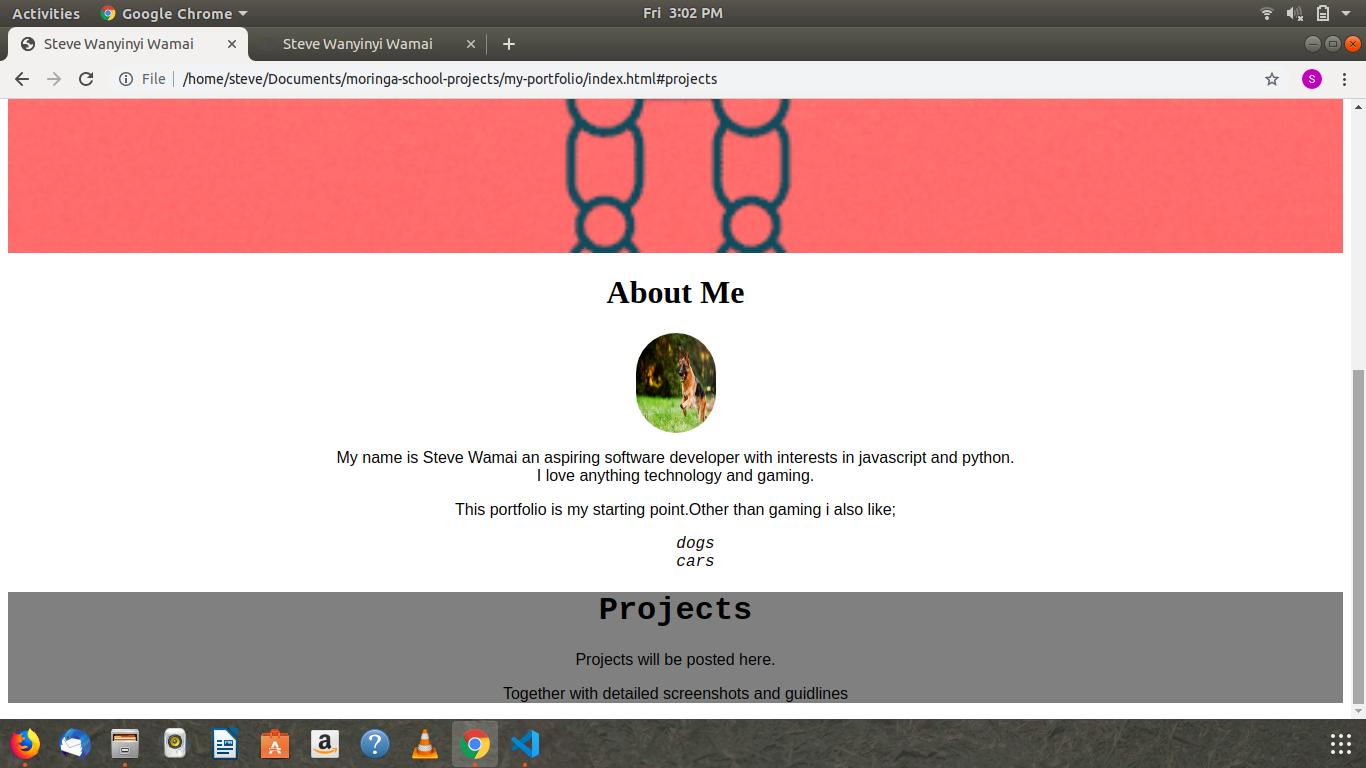 Activities Google Chrome Fri 3:02 PM
Steve Wanyinyi Wamai Steve Wanyinyi Wamai
File /home/steve/Documents/moringa-school-projects/my-portfolio/index.html#projects S
About Me
My name is Steve Wamai an aspiring software developer with interests in javascript and python.
I love anything technology and gaming.
This portfolio is my starting point.Other than gaming i also like;
dogs
cars
Projects
Projects will be posted here.
Together with detailed screenshots and guidlines